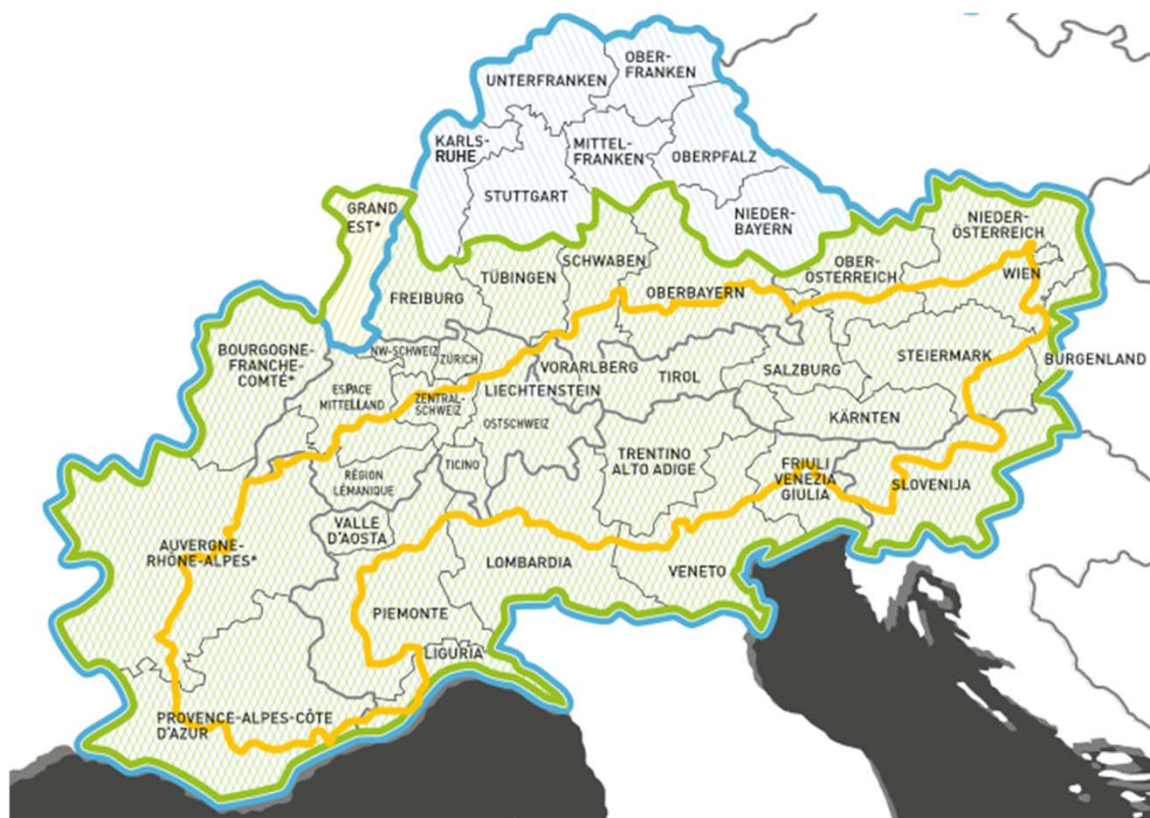 UNTERFRANKEN
OBER-
FRANKEN
KARLS-
RUHE
MITTEL-
FRANKEN
OBERPFALZ
STUTTGART
GRAND
EST*
NIEDER-
BAYERN
NIEDER-
ÖSTERREICH
SCHWABEN
TÜBINGEN
OBER-
ÖSTERREICH
WIEN
FREIBURG
OBERBAYERN
BOURGOGNE-
FRANCHE-
COMTÉ*
NW-SCHWEIZ
ZÜRICH
VORARLBERG
TIROL
SALZBURG
STEIERMARK
BURGENLAND
ESPACE
MITTELLAND
ZENTRAL-
SCHWEIZ
LIECHTENSTEIN
OSTSCHWEIZ
KÄRNTEN
TRENTINO
ALTO ADIGE
FRIULI
VENEZIA
GIULIA
SLOVENIJA
TICINO
RÉGION
LÉMANIQUE
VALLE
D'AOSTA
AUVERGNE-
RHÔNE-ALPES*
LOMBARDIA
VENETO
PIEMONTE
LIGURIA
PROVENCE-ALPES-CÔTE
D'AZUR